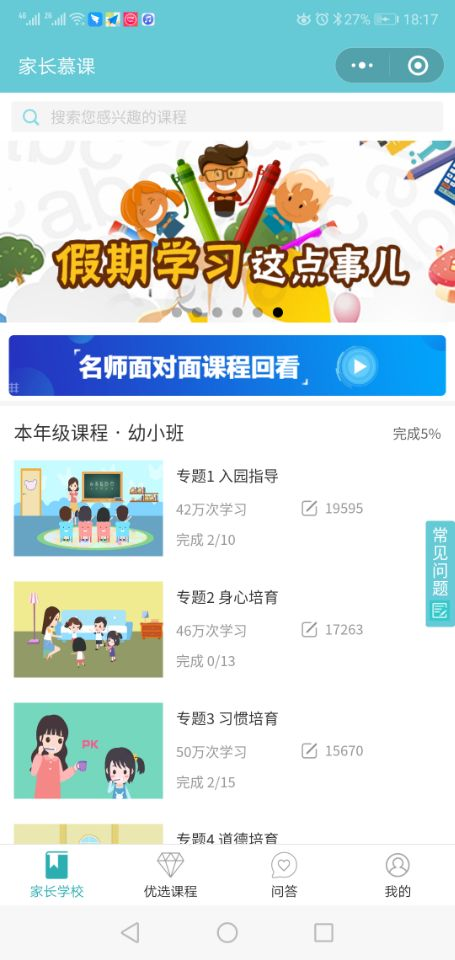 27% 18:17
家长慕课
搜索您感兴趣的课程
假期学习这点事儿
名师面对面课程回看
本年级课程 · 幼小班
完成5%
专题1 入园指导
42万次学习 19595
完成 2/10
专题2 身心培育
46万次学习 17263
完成 0/13
专题3 习惯培育
50万次学习 15670
完成 2/15
PK
专题4 道德培育
常见问题
家长学校 优选课程 问答 我的